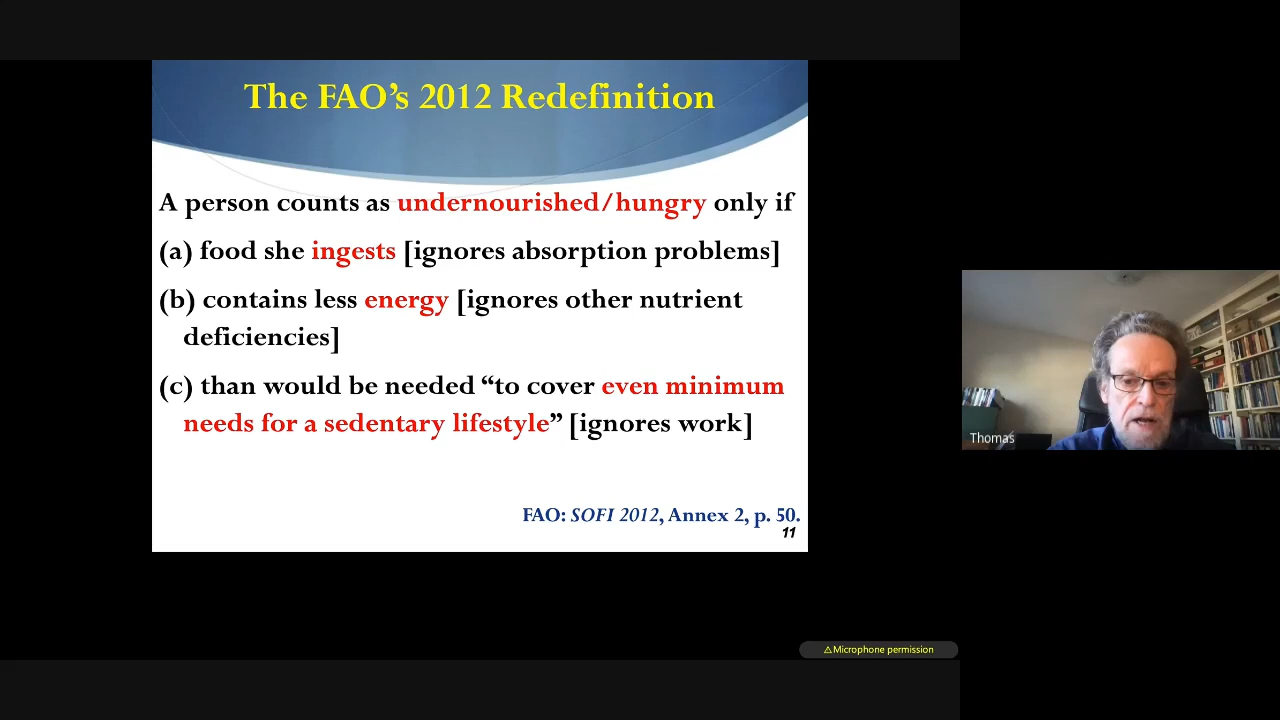 The FAO’s 2012 Redefinition
A person counts as undernourished/hungry only if
(a) food she ingests [ignores absorption problems]
(b) contains less energy [ignores other nutrient
deficiencies]
(c) than would be needed “to cover even minimum
needs for a sedentary lifestyle” [ignores work]
FAO: SOFI 2012, Annex 2, p. 50.
11
Thomas
⚠Microphone permission